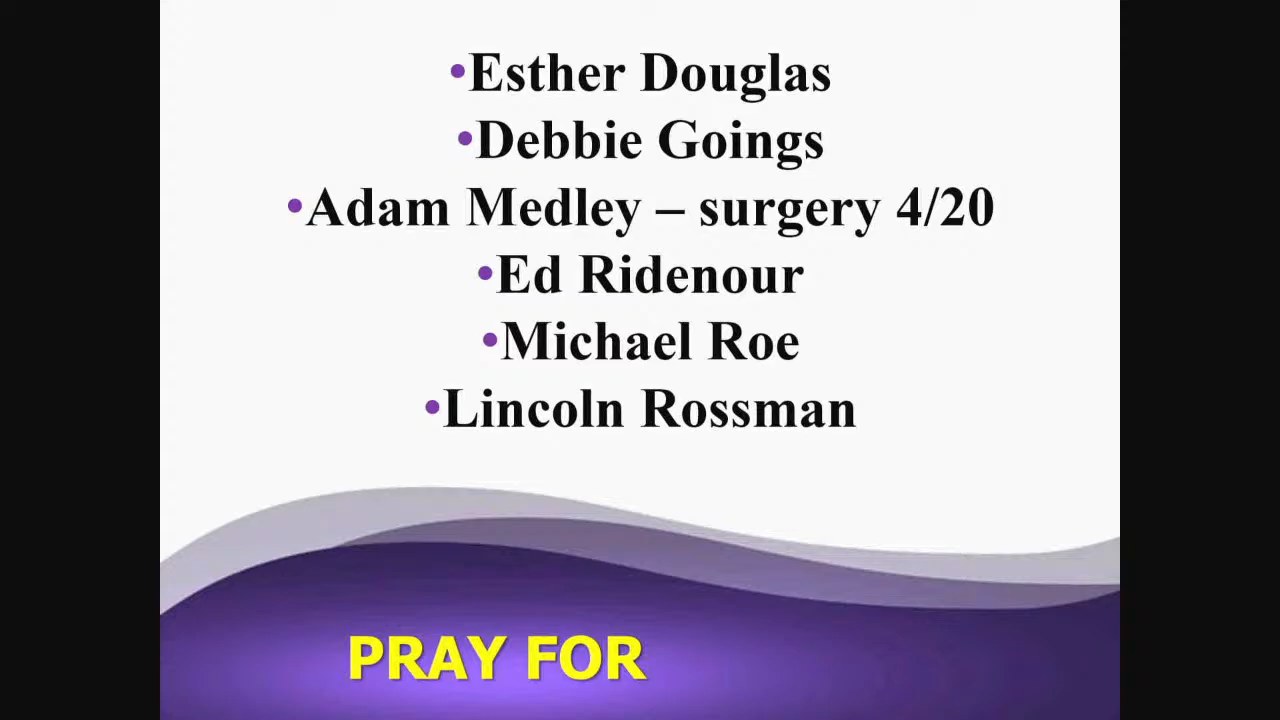 •Esther Douglas
•Debbie Goings
•Adam Medley – surgery 4/20
•Ed Ridenour
•Michael Roe
•Lincoln Rossman
PRAY FOR